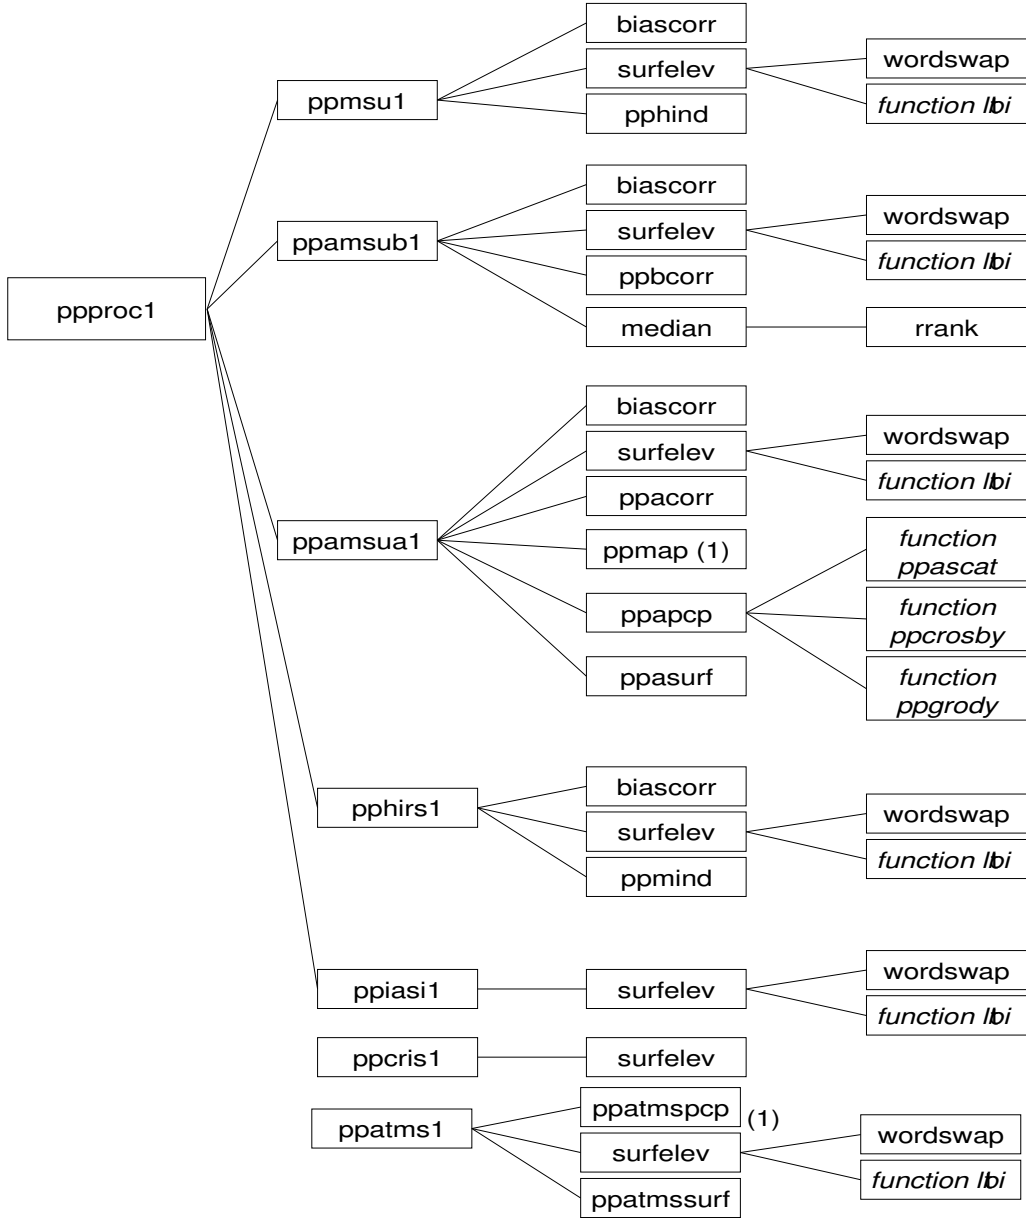 ppproc1
ppmsu1
biascorr
surfelev
wordswap
function lbi
pphind
ppamsub1
biascorr
surfelev
wordswap
function lbi
ppbcorr
median
rrank
ppamsua1
biascorr
surfelev
wordswap
function lbi
ppacorr
ppmap (1)
ppapcp
function
ppascat
function
ppcrosby
function
ppgrody
ppasurf
pphirs1
biascorr
surfelev
wordswap
function lbi
ppmind
ppiasi1
surfelev
wordswap
function lbi
ppcris1
surfelev
ppatms1
ppatmspcp
(1)
surfelev
wordswap
function lbi
ppatmssurf